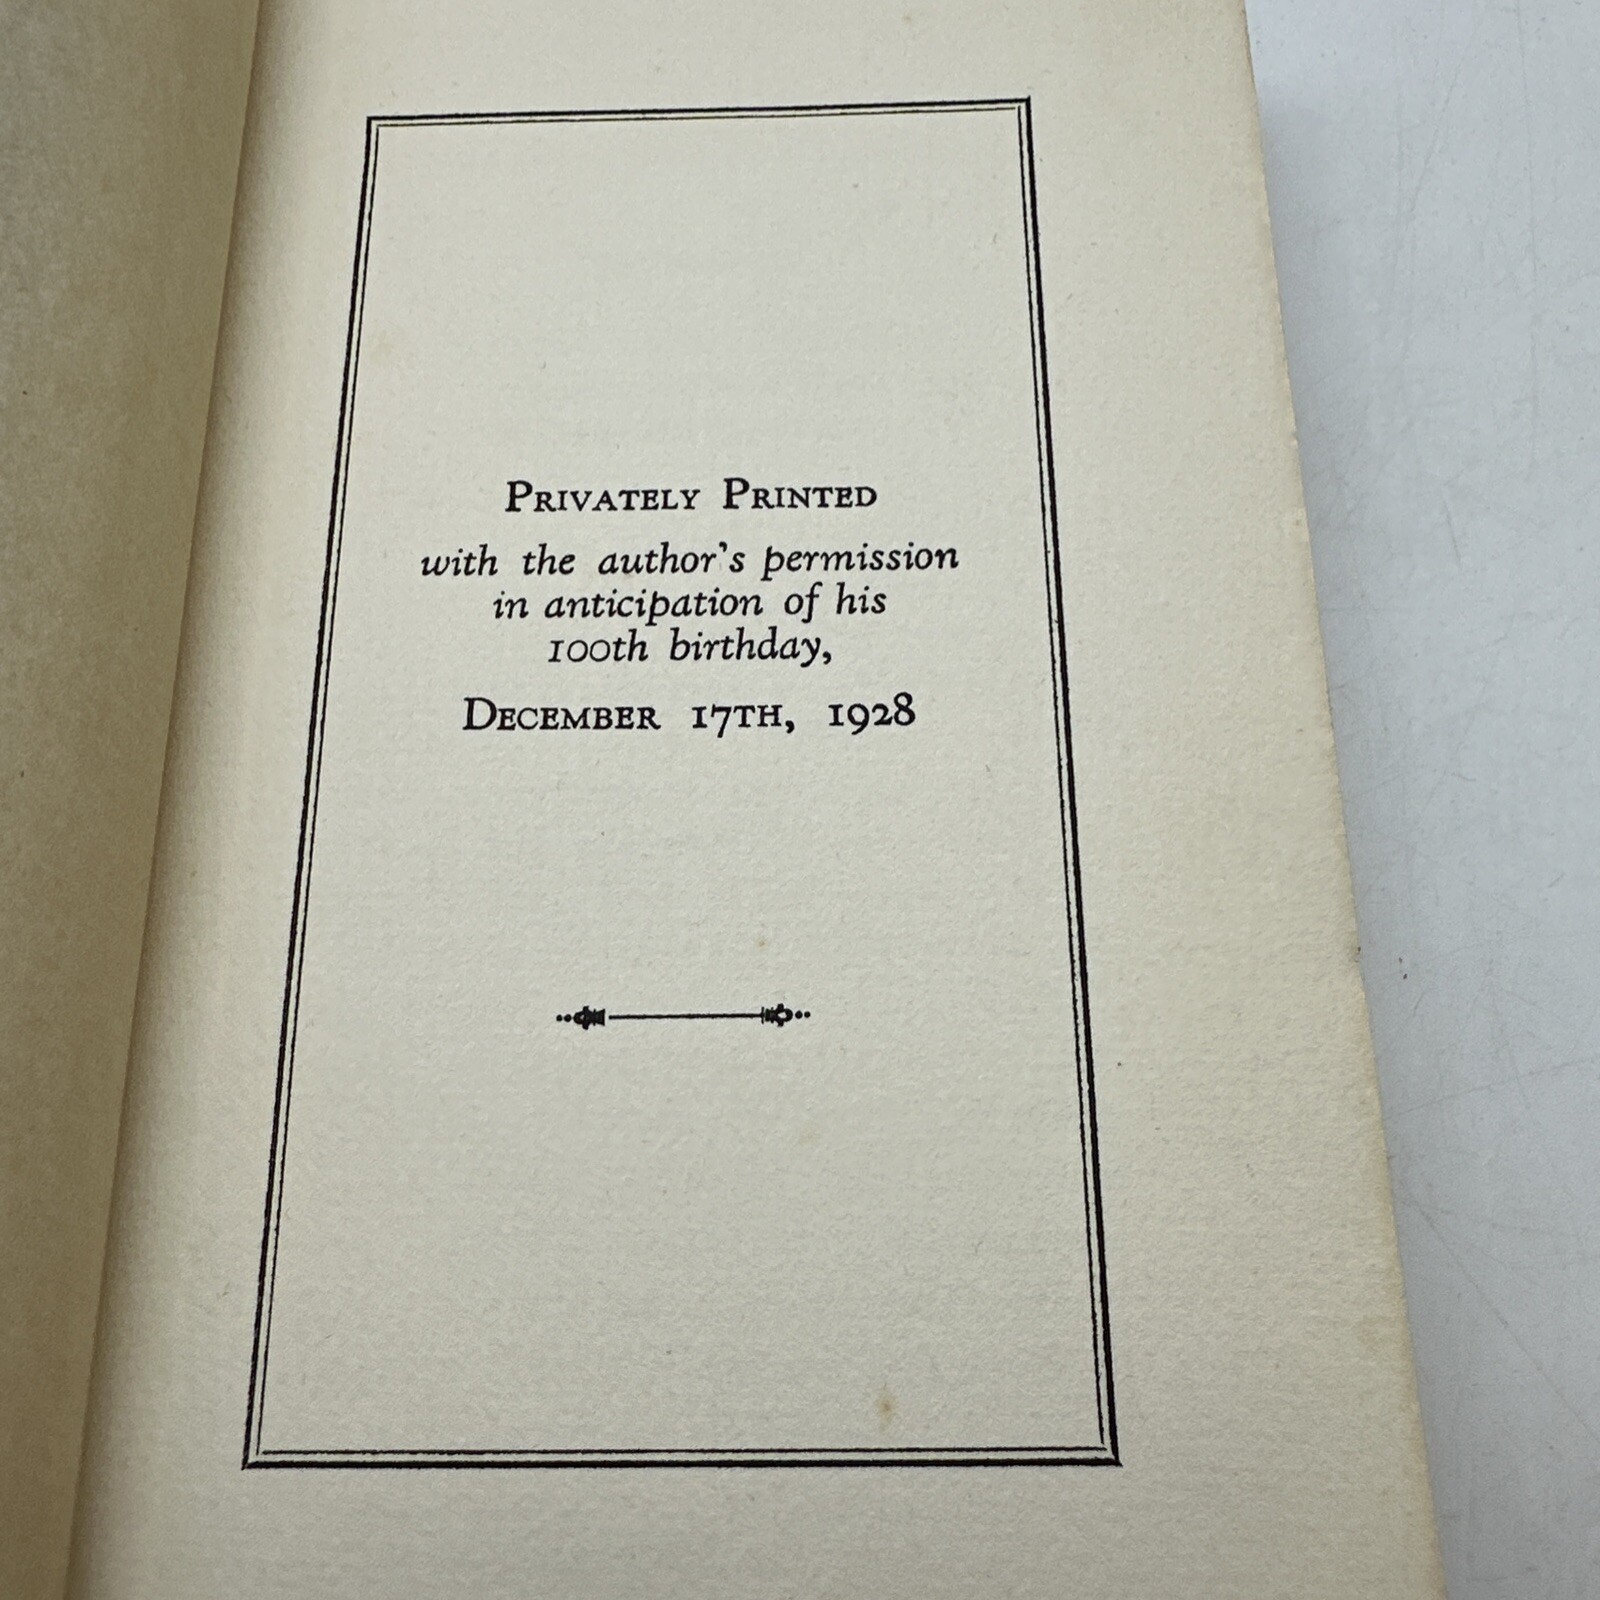 Privately Printed
with the author's permission
in anticipation of his
100th birthday,
December 17th, 1928